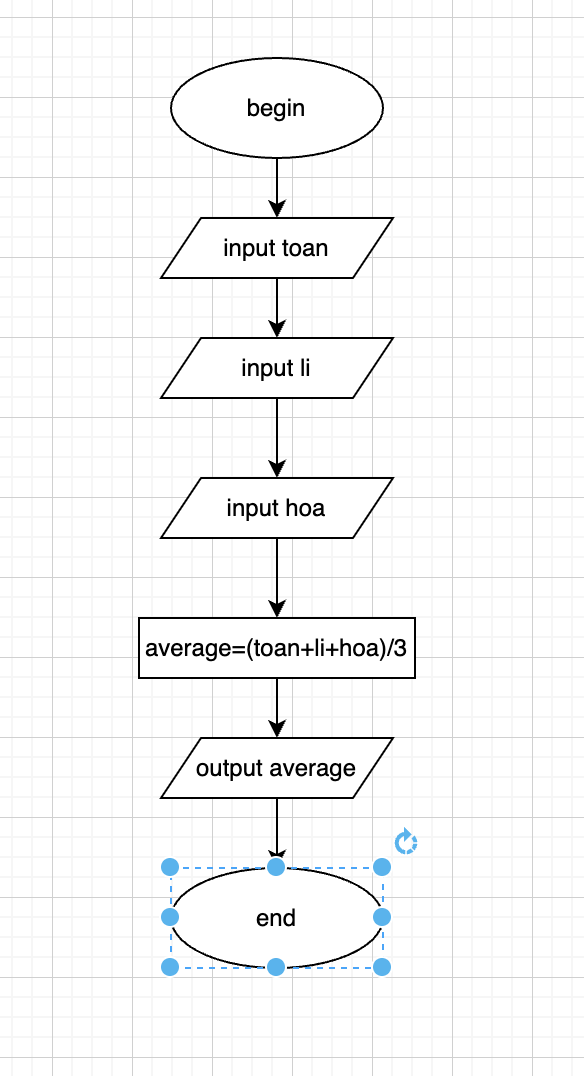 begin
input toan
input li
input hoa
average=(toan+li+hoa)/3
output average
end